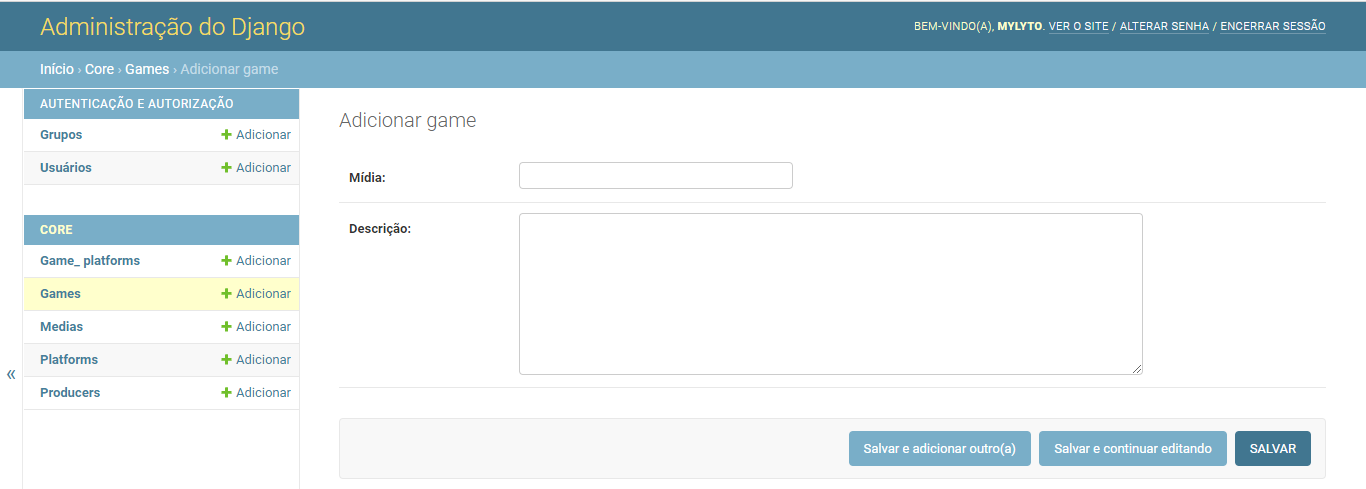 Administração do Django
BEM-VINDO(A), MYLYTO. VER O SITE / ALTERAR SENHA / ENCERRAR SESSÃO
Início › Core › Games › Adicionar game
AUTENTICAÇÃO E AUTORIZAÇÃO
Grupos + Adicionar
Usuários + Adicionar
CORE
Game_ platforms + Adicionar
Games + Adicionar
Medias + Adicionar
Platforms + Adicionar
Producers + Adicionar
«
Adicionar game
Mídia:
Descrição:
Salvar e adicionar outro(a) Salvar e continuar editando SALVAR